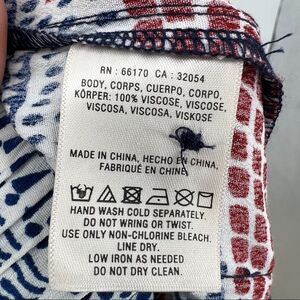 RN : 66170 CA : 32054
BODY, CORPS, CUERPO, CORPO,
KÖRPER: 100% VISCOSE, VISCOSE,
VISCOSA, VISCOSA, VISKOSE
MADE IN CHINA, HECHO EN CHINA,
FABRIQUÉ EN CHINE
HAND WASH COLD SEPARATELY.
DO NOT WRING OR TWIST.
USE ONLY NON-CHLORINE BLEACH.
LINE DRY.
LOW IRON AS NEEDED
DO NOT DRY CLEAN.